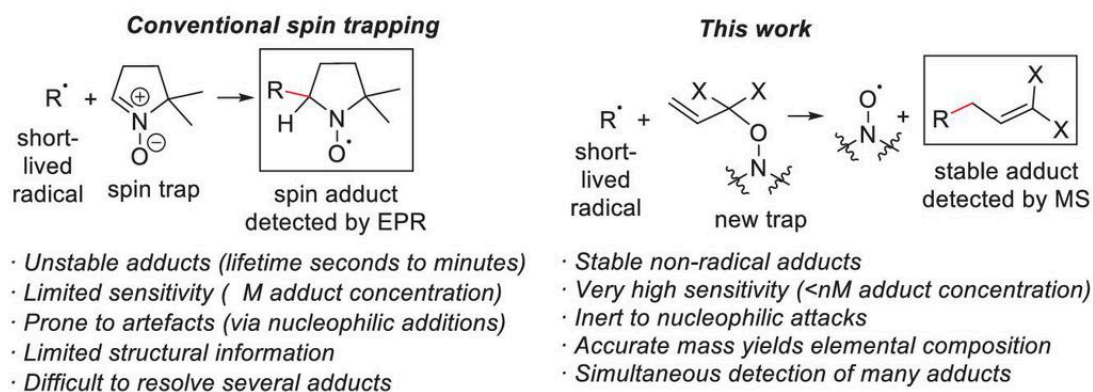 Conventional spin trapping
R• +
short-
lived
radical
N
O
⊕
⊖
spin trap
R
H
N
O•
spin adduct
detected by EPR
· Unstable adducts (lifetime seconds to minutes)
· Limited sensitivity (  M adduct concentration)
· Prone to artefacts (via nucleophilic additions)
· Limited structural information
· Difficult to resolve several adducts
This work
R• +
short-
lived
radical
X
X
O
N
new trap
O•
N
+
R
X
X
stable adduct
detected by MS
· Stable non-radical adducts
· Very high sensitivity (<nM adduct concentration)
· Inert to nucleophilic attacks
· Accurate mass yields elemental composition
· Simultaneous detection of many adducts